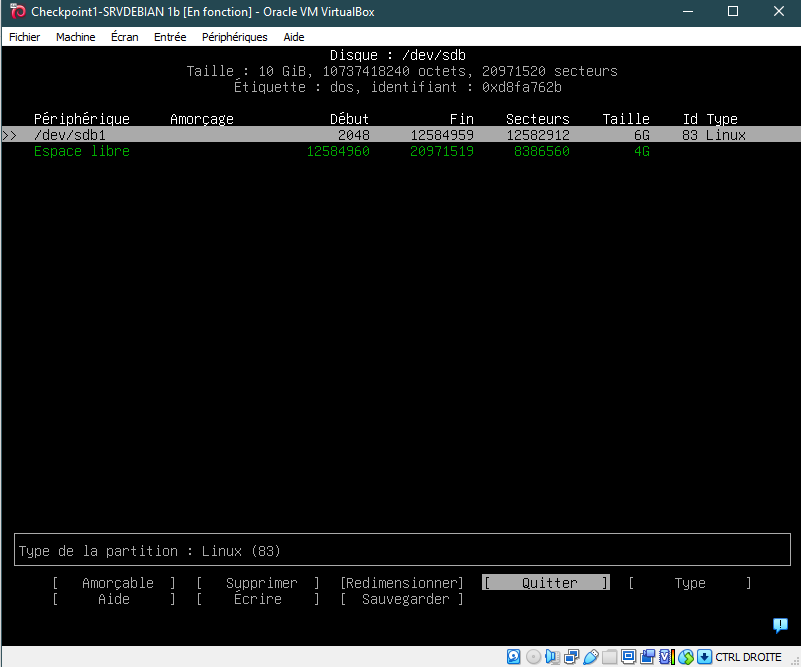 Checkpoint1-SRVDEBIAN 1b [En fonction] - Oracle VM VirtualBox
Fichier Machine Écran Entrée Périphériques Aide
Disque : /dev/sdb
Taille : 10 GiB, 10737418240 octets, 20971520 secteurs
Étiquette : dos, identifiant : 0xd8fa762b
Périphérique Amorçage Début Fin Secteurs Taille Id Type
>> /dev/sdb1 2048 12584959 12582912 6G 83 Linux
Espace libre 12584960 20971519 8386560 4G
Type de la partition : Linux (83)
[ Amorçable ] [ Supprimer ] [Redimensionner] [ Quitter ] [ Type ]
[ Aide ] [ Écrire ] [ Sauvegarder ]
CTRL DROITE